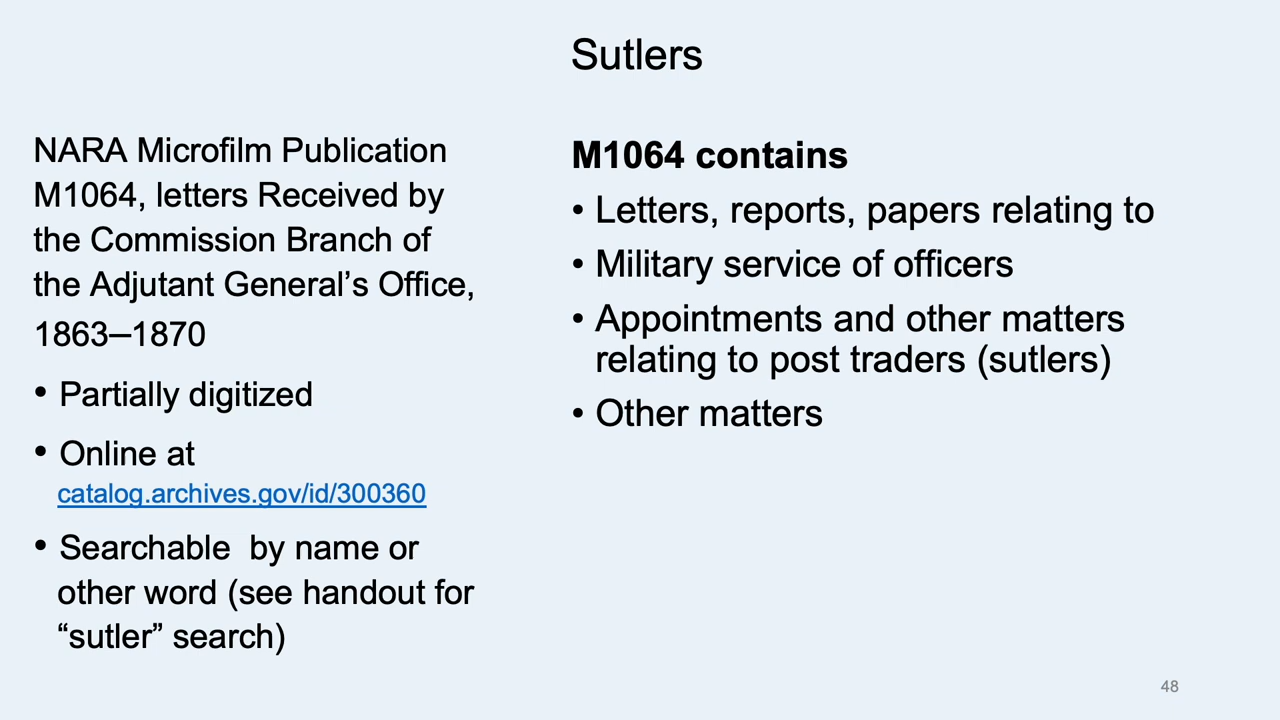 Sutlers
NARA Microfilm Publication
M1064, letters Received by
the Commission Branch of
the Adjutant General’s Office,
1863–1870
• Partially digitized
• Online at
catalog.archives.gov/id/300360
• Searchable  by name or
other word (see handout for
“sutler” search)
M1064 contains
• Letters, reports, papers relating to
• Military service of officers
• Appointments and other matters
relating to post traders (sutlers)
• Other matters
48